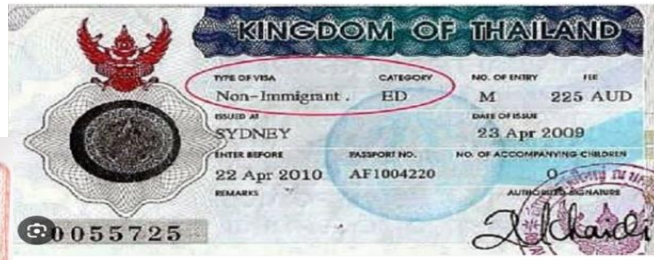 KINGDOM OF THAILAND
TYPE OF VISA CATEGORY NO. OF ENTRY FEE
Non-Immigrant . ED M 225 AUD
ISSUED AT DATE OF ISSUE
SYDNEY 23 Apr 2009
ENTER BEFORE PASSPORT NO. NO. OF ACCOMPANYING CHILDREN
22 Apr 2010 AF1004220 0
REMARKS AUTHORIZED SIGNATURE
0055725